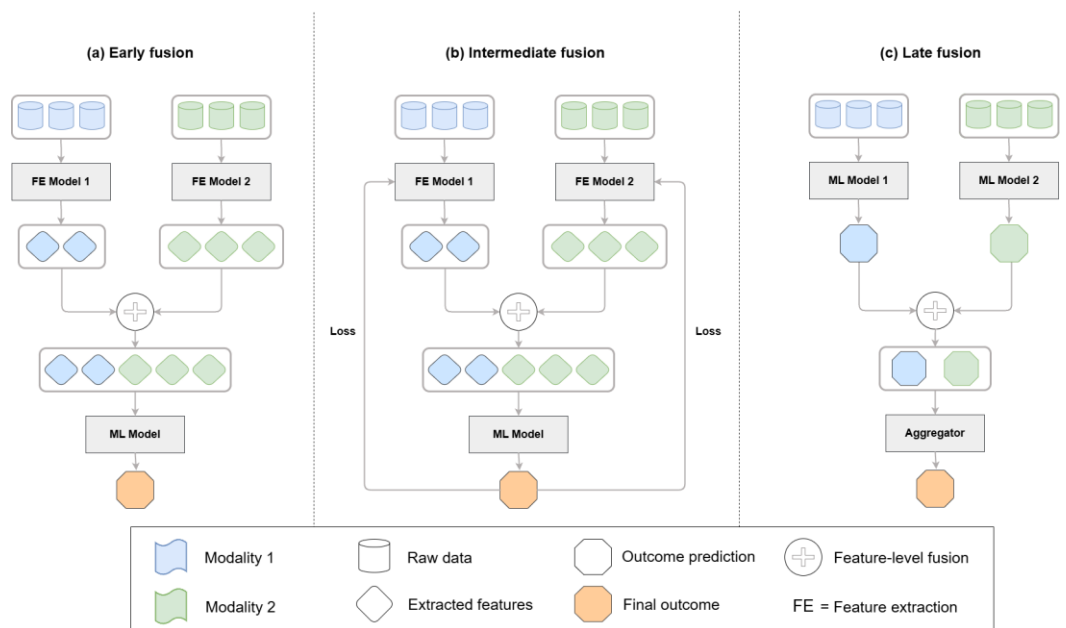 (a) Early fusion
(b) Intermediate fusion
(c) Late fusion
FE Model 1
FE Model 2
FE Model 1
FE Model 2
ML Model 1
ML Model 2
Loss
Loss
ML Model
ML Model
Aggregator
Modality 1
Raw data
Outcome prediction
Feature-level fusion
Modality 2
Extracted features
Final outcome
FE = Feature extraction